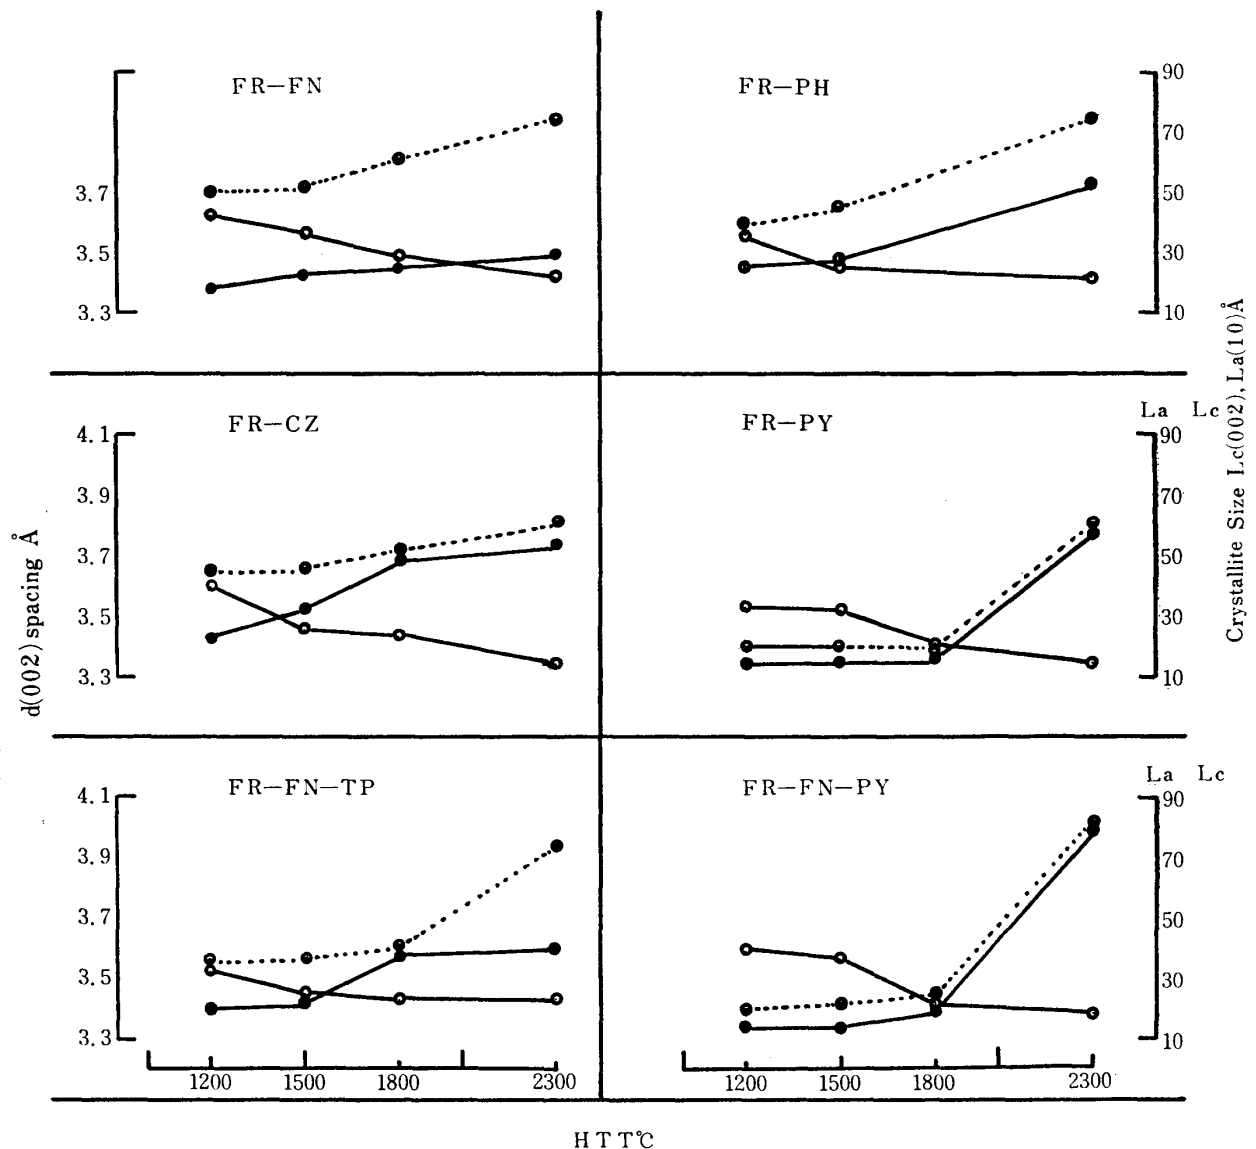 FR—FN
3.7
3.5
3.3
FR—PH
90
70
50
30
10
FR—CZ
4.1
3.9
3.7
3.5
3.3
FR—PY
La Lc
90
70
50
30
10
FR—FN—TP
4.1
3.9
3.7
3.5
3.3
1200 1500 1800 2300
FR—FN—PY
La Lc
90
70
50
30
10
1200 1500 1800 2300
d(002) spacing Å
Crystallite Size Lc(002), La(10)Å
HTT℃